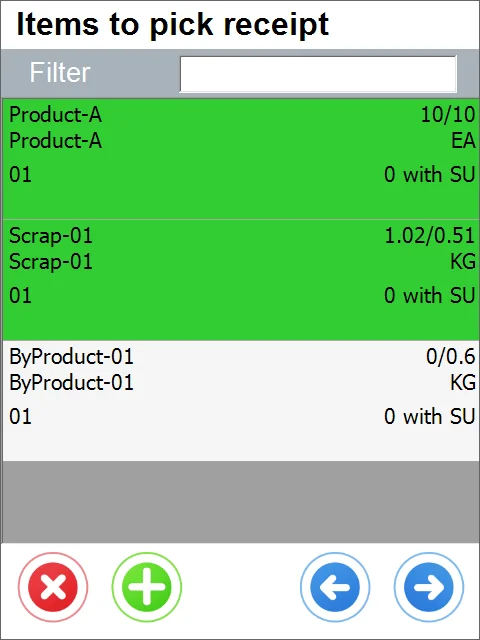 Items to pick receipt
Filter
Product-A 10/10
Product-A EA
01 0 with SU
Scrap-01 1.02/0.51
Scrap-01 KG
01 0 with SU
ByProduct-01 0/0.6
ByProduct-01 KG
01 0 with SU